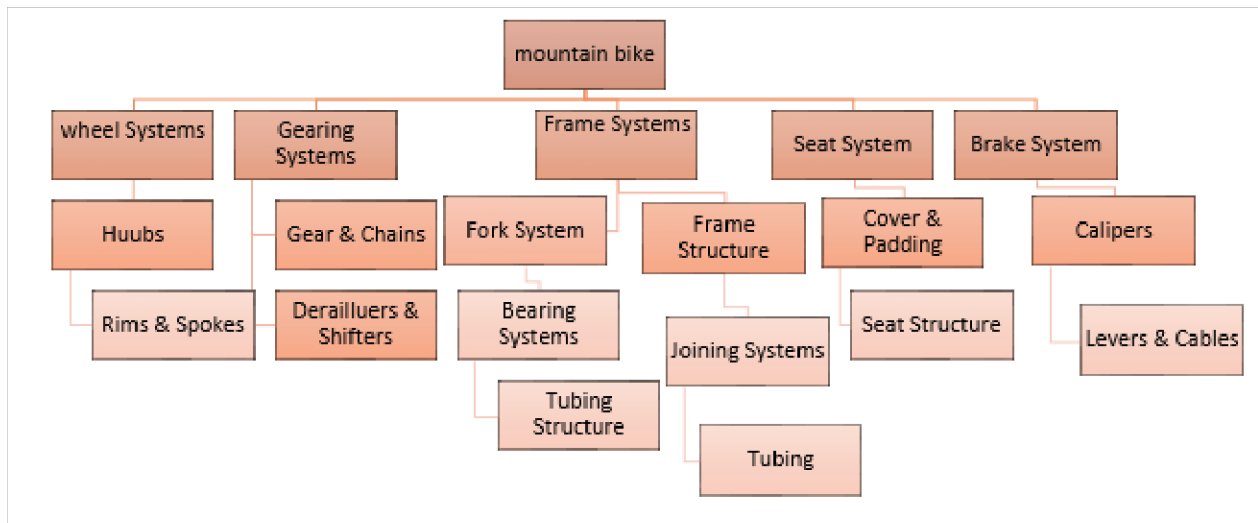 mountain bike
wheel Systems
Gearing
Systems
Frame Systems
Seat System
Brake System
Huubs
Gear & Chains
Fork System
Frame
Structure
Cover &
Padding
Calipers
Rims & Spokes
Derailluers &
Shifters
Bearing
Systems
Joining Systems
Seat Structure
Levers & Cables
Tubing
Structure
Tubing